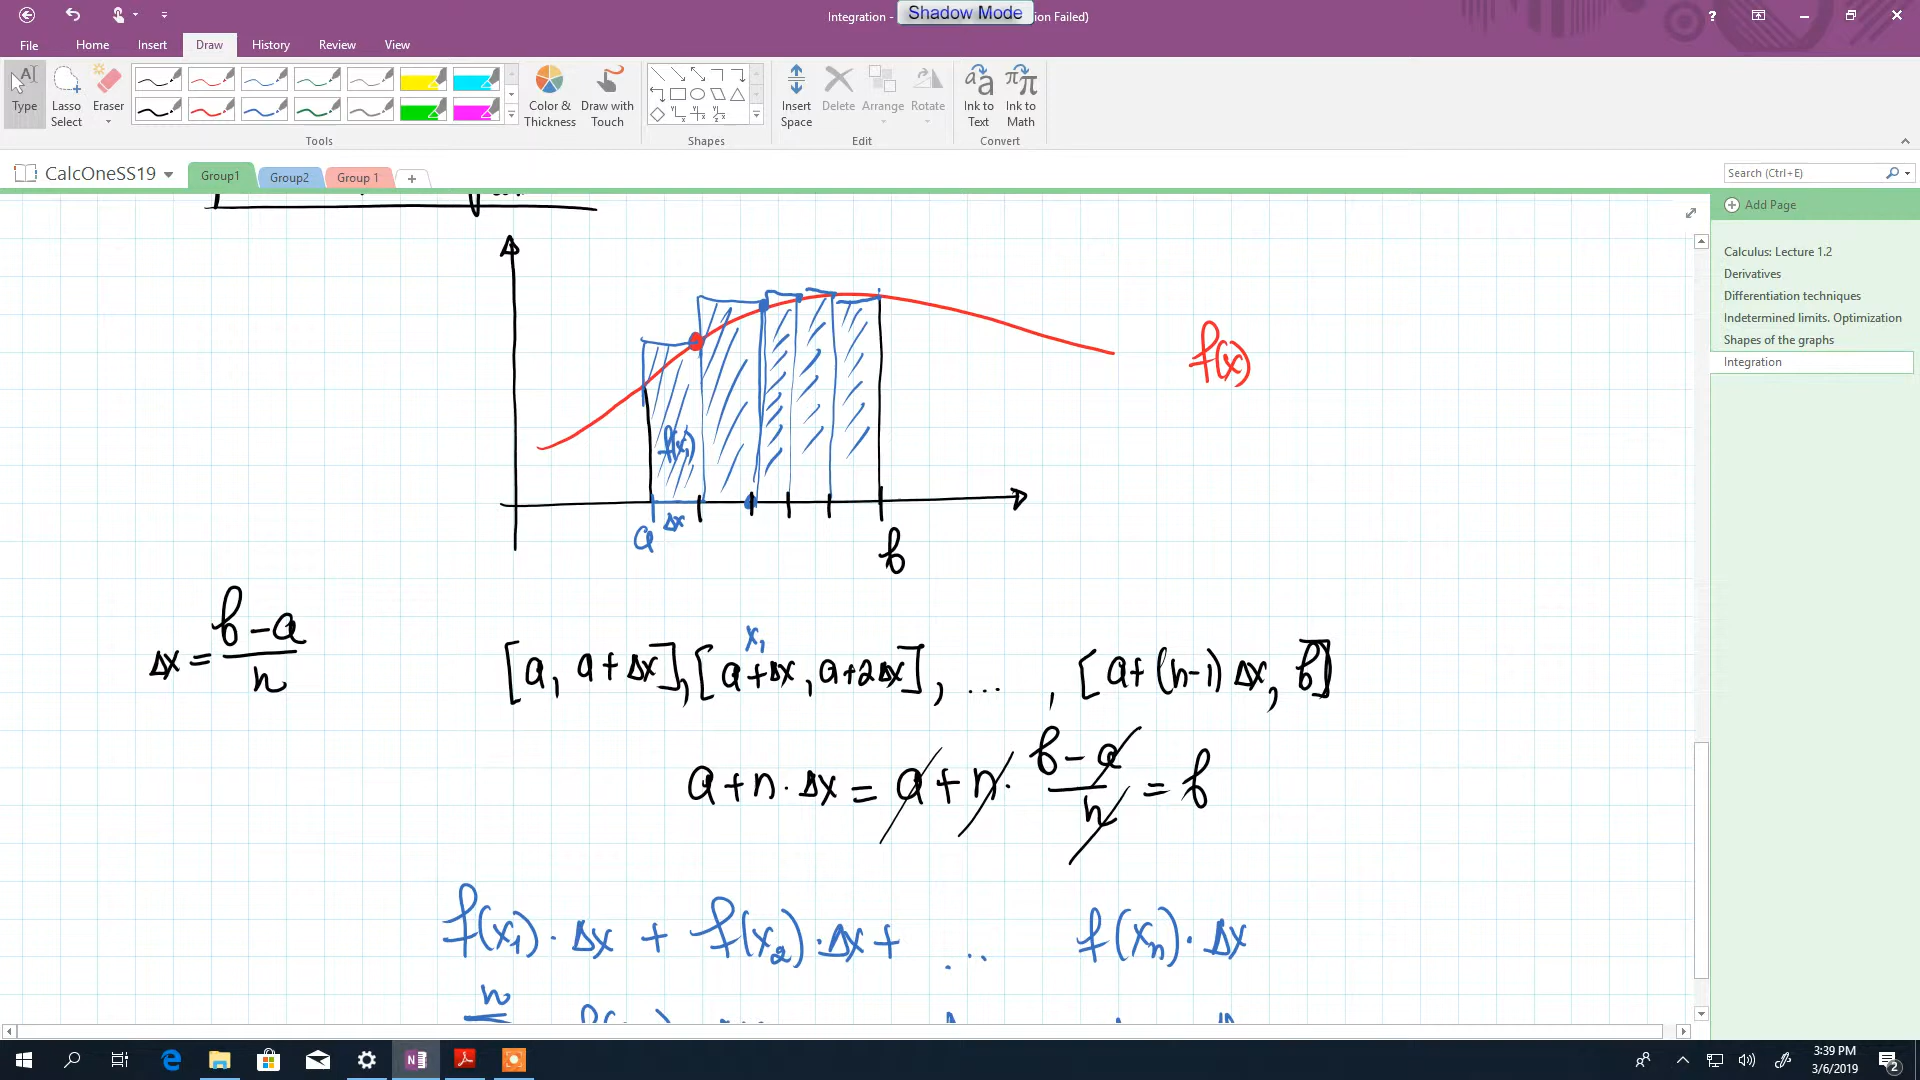 Integration - Shadow Mode on Failed)
File Home Insert Draw History Review View
Type Lasso Select Eraser Color & Thickness Draw with Touch Insert Space Delete Arrange Rotate Ink to Text Ink to Math
Tools Shapes Edit Convert
CalcOneSS19 Group1 Group2 Group 1 + Search (Ctrl+E)
Add Page
Calculus: Lecture 1.2
Derivatives
Differentiation techniques
Indetermined limits. Optimization
Shapes of the graphs
Integration
f(x)
f(x₁)
a Δx b
Δx = (b-a)/n
x₁
[a, a+Δx], [a+Δx, a+2Δx], ... , [a+(n-1)Δx, b]
a+n·Δx = a+n· (b-a)/n = b
f(x₁)·Δx + f(x₂)·Δx + ... f(xₙ)·Δx
n
3:39 PM
3/6/2019
2